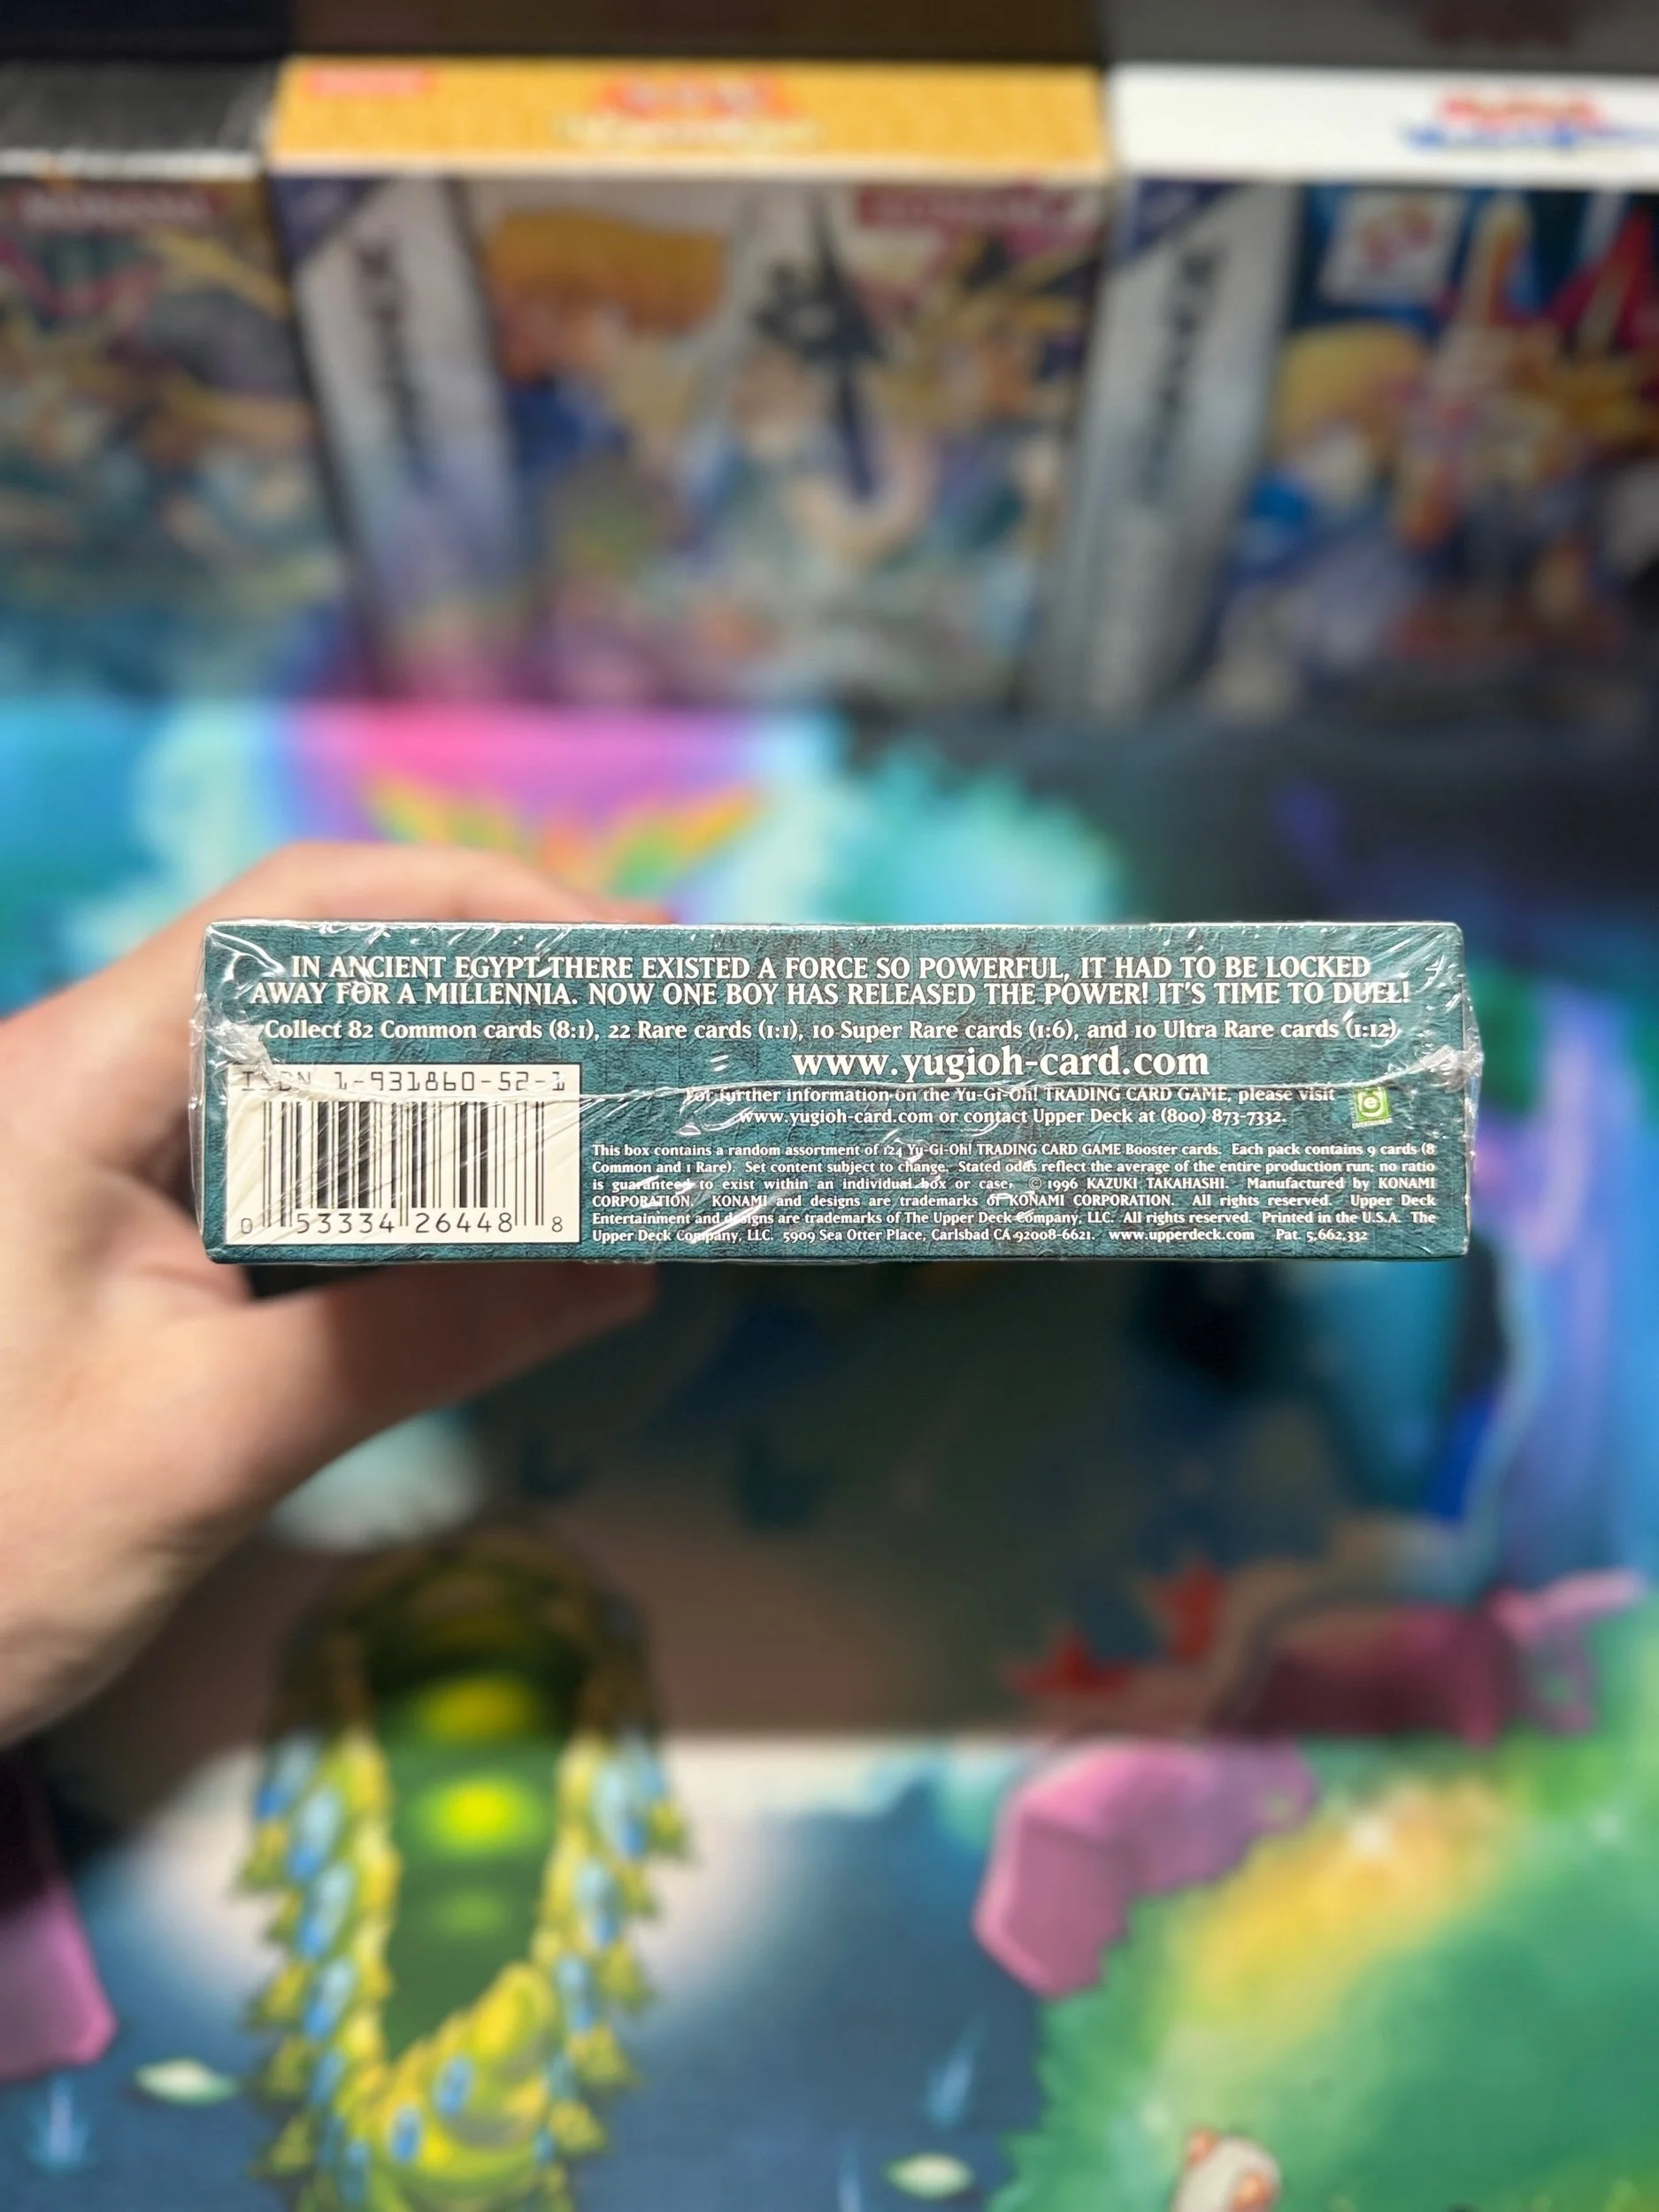 IN ANCIENT EGYPT THERE EXISTED A FORCE SO POWERFUL, IT HAD TO BE LOCKED
AWAY FOR A MILLENNIA. NOW ONE BOY HAS RELEASED THE POWER! IT'S TIME TO DUEL!
Collect 82 Common cards (8:1), 22 Rare cards (1:1), 10 Super Rare cards (1:6), and 10 Ultra Rare cards (1:12)
www.yugioh-card.com
For further information on the Yu-Gi-Oh! TRADING CARD GAME, please visit
www.yugioh-card.com or contact Upper Deck at (800) 873-7332.
ENTERTAINMENT
ISBN 1-931860-52-1
0 53334 26448 8
This box contains a random assortment of 124 Yu-Gi-Oh! TRADING CARD GAME Booster cards. Each pack contains 9 cards (8
Common and 1 Rare). Set content subject to change. Stated odds reflect the average of the entire production run; no ratio
is guaranteed to exist within an individual box or case. © 1996 KAZUKI TAKAHASHI. Manufactured by KONAMI
CORPORATION. KONAMI and designs are trademarks of KONAMI CORPORATION. All rights reserved. Upper Deck
Entertainment and designs are trademarks of The Upper Deck Company, LLC. All rights reserved. Printed in the U.S.A. The
Upper Deck Company, LLC. 5909 Sea Otter Place, Carlsbad CA 92008-6621. www.upperdeck.com Pat. 5,662,332